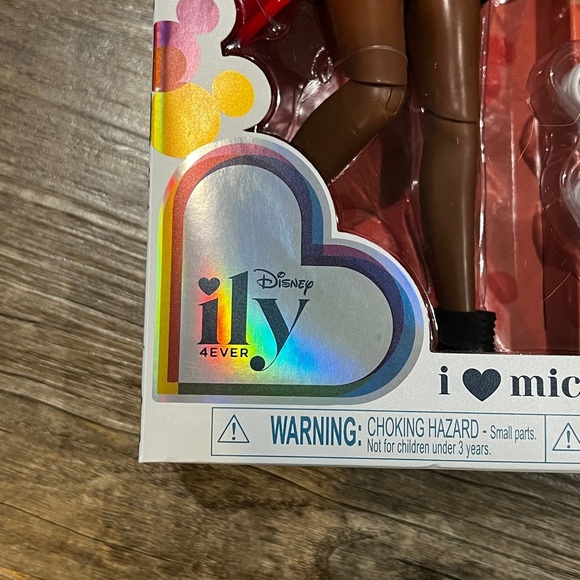 Disney
ily
4EVER
i ♥ mic
WARNING: CHOKING HAZARD - Small parts.
Not for children under 3 years.